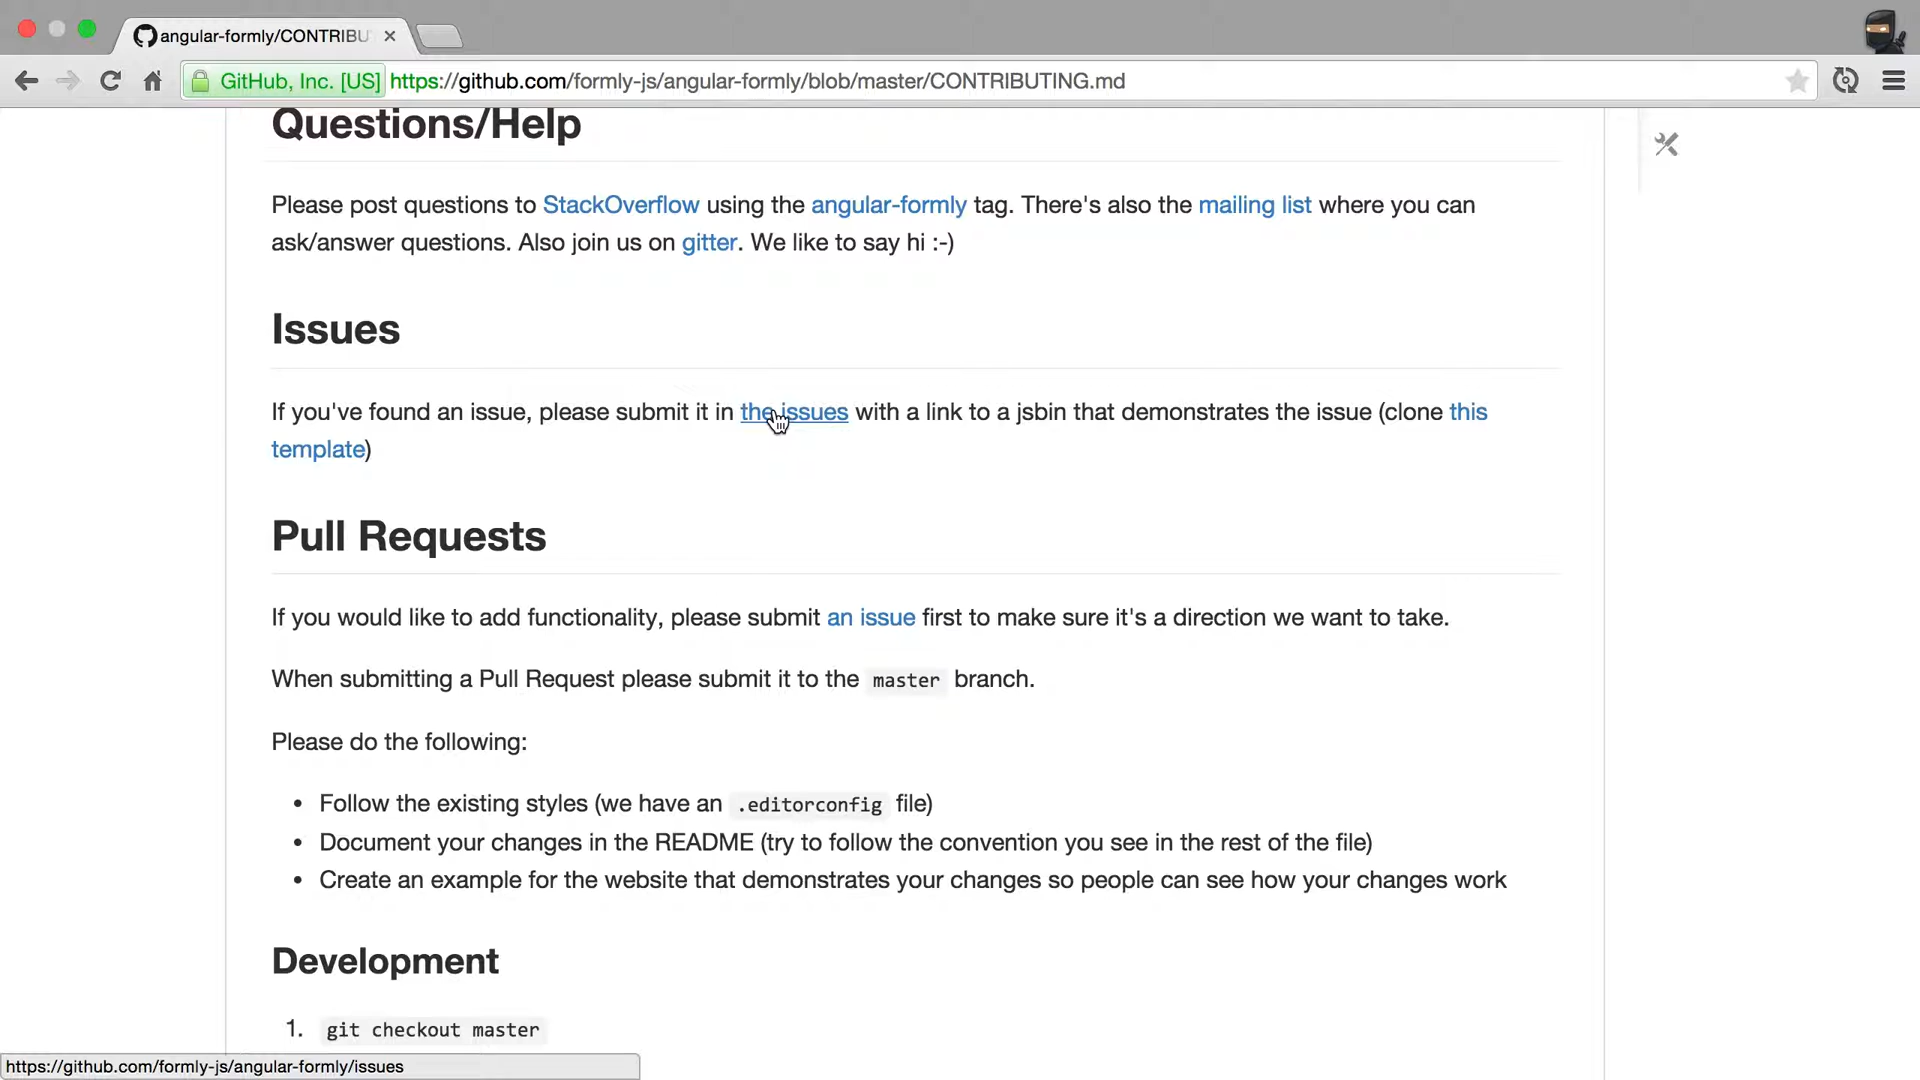 angular-formly/CONTRIBU
GitHub, Inc. [US] https://github.com/formly-js/angular-formly/blob/master/CONTRIBUTING.md
Questions/Help
Please post questions to StackOverflow using the angular-formly tag. There's also the mailing list where you can
ask/answer questions. Also join us on gitter. We like to say hi :-)
Issues
If you've found an issue, please submit it in the issues with a link to a jsbin that demonstrates the issue (clone this
template)
Pull Requests
If you would like to add functionality, please submit an issue first to make sure it's a direction we want to take.
When submitting a Pull Request please submit it to the master branch.
Please do the following:
• Follow the existing styles (we have an .editorconfig file)
• Document your changes in the README (try to follow the convention you see in the rest of the file)
• Create an example for the website that demonstrates your changes so people can see how your changes work
Development
1. git checkout master
https://github.com/formly-js/angular-formly/issues